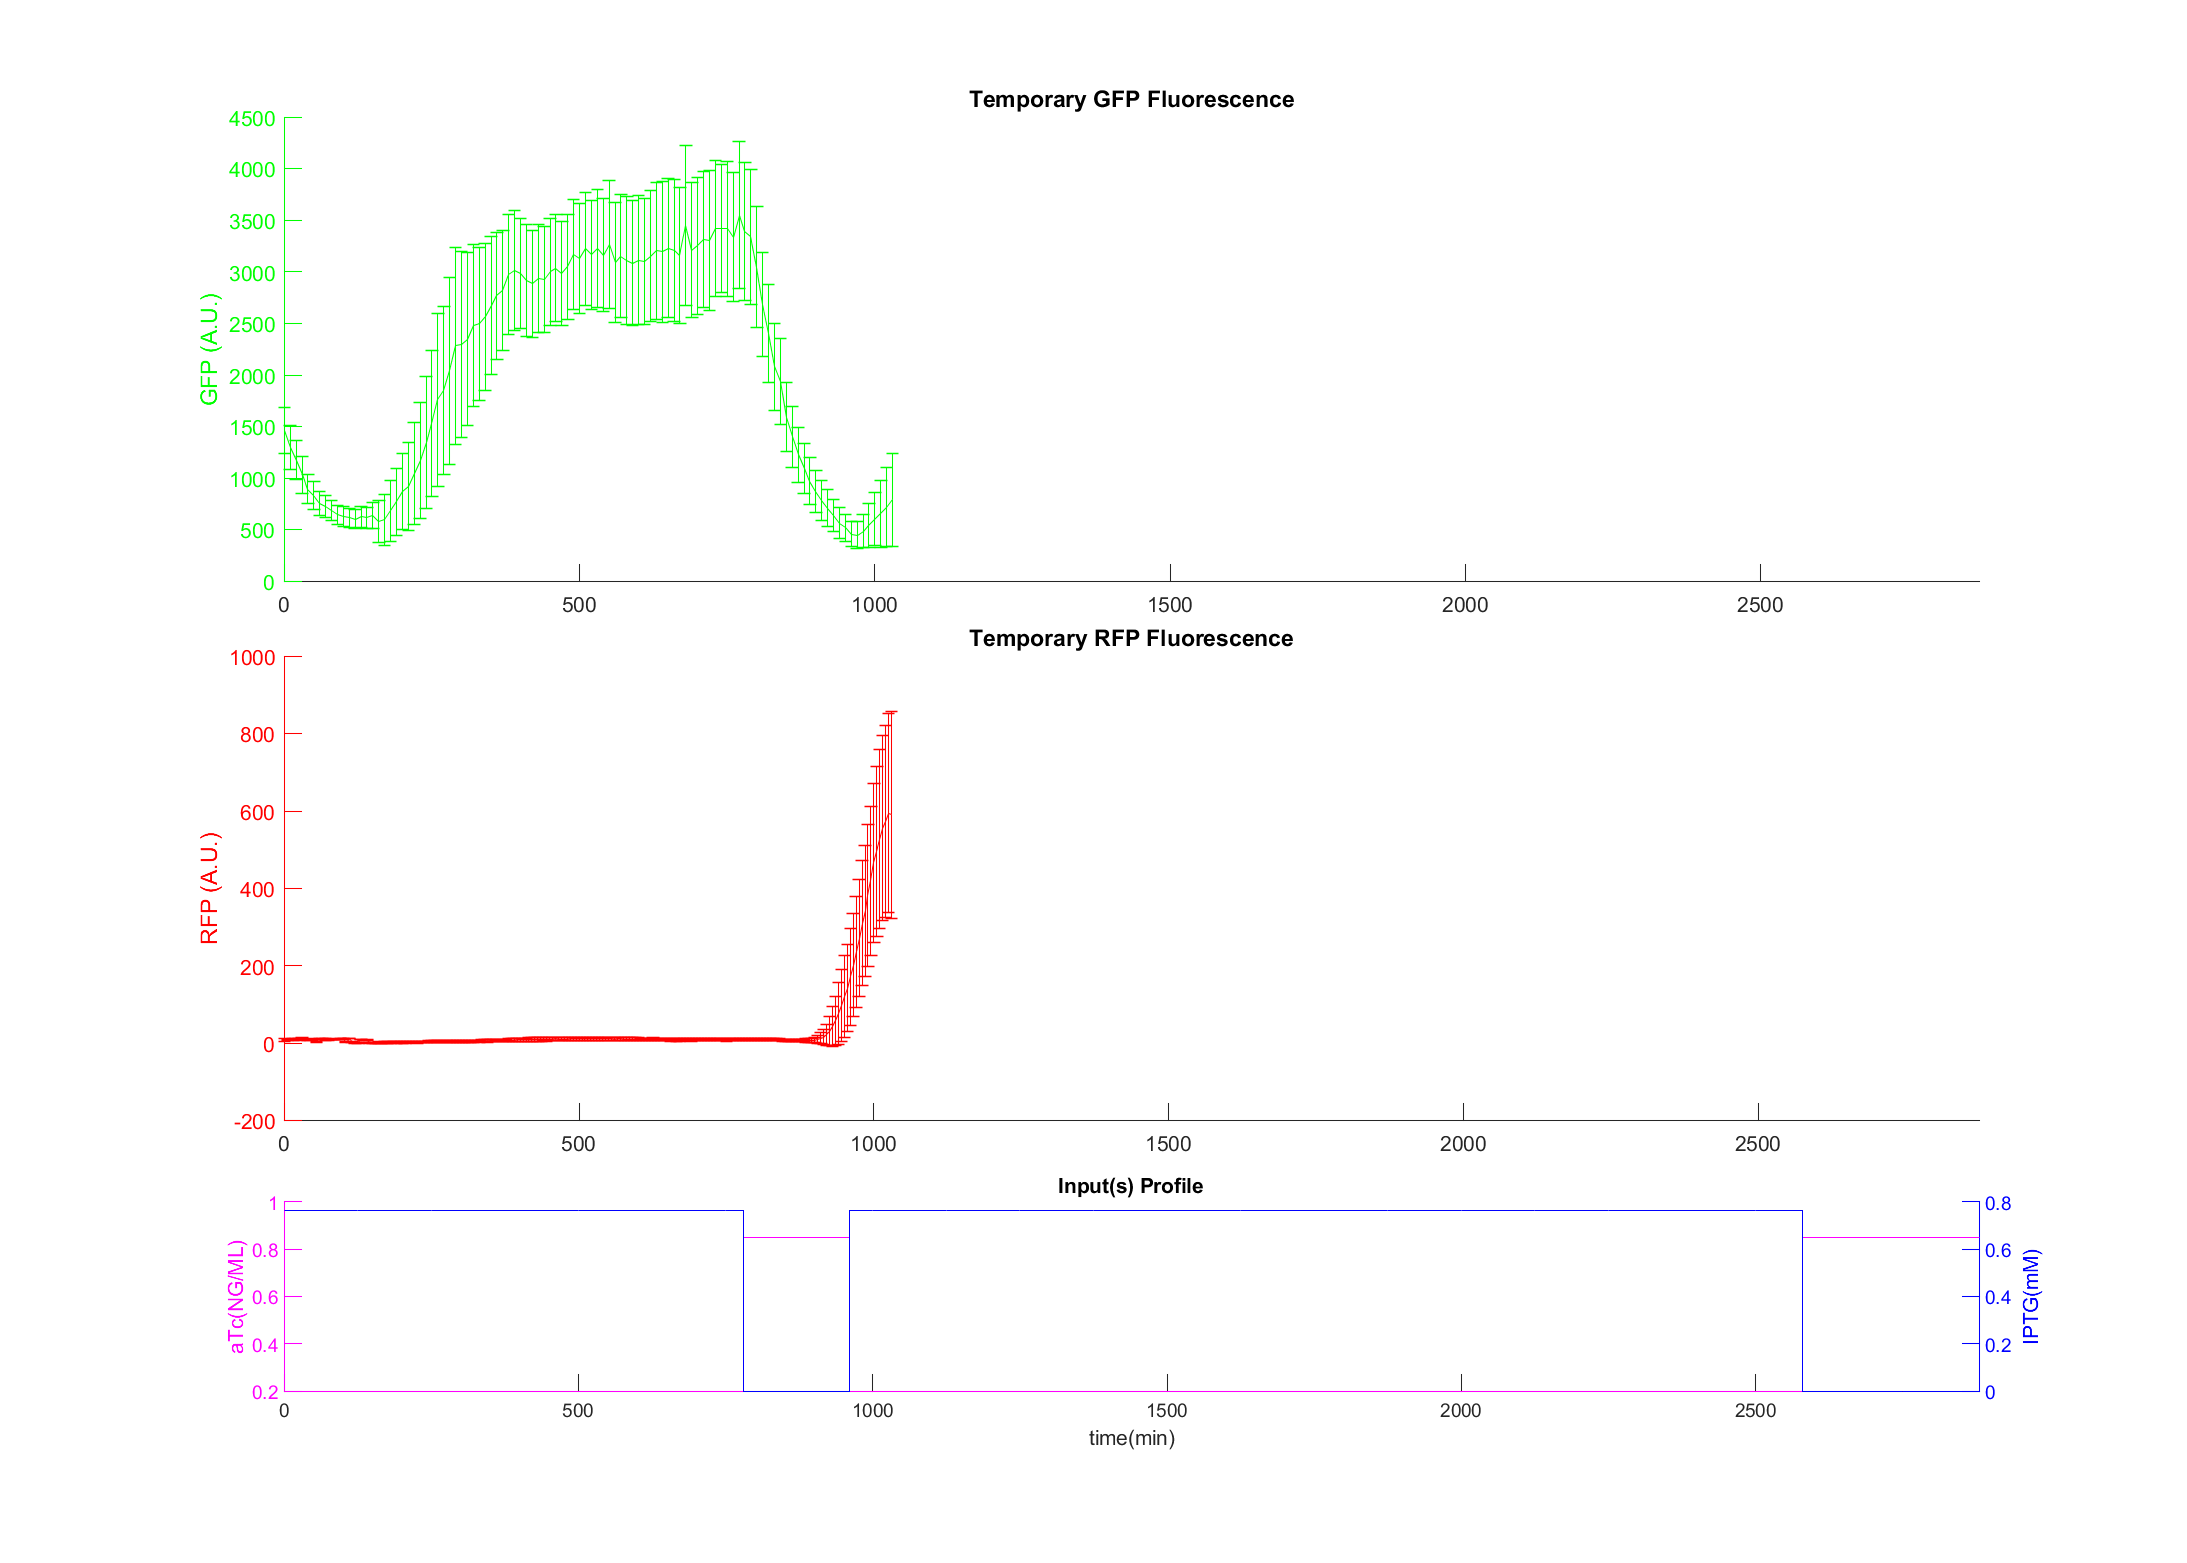 Temporary GFP Fluorescence
4500
4000
3500
3000
2500
2000
1500
1000
500
0
GFP (A.U.)
0 500 1000 1500 2000 2500
Temporary RFP Fluorescence
1000
800
600
400
200
0
-200
RFP (A.U.)
0 500 1000 1500 2000 2500
Input(s) Profile
1
0.8
0.6
0.4
0.2
aTc(NG/ML)
0.8
0.6
0.4
0.2
0
IPTG(mM)
0 500 1000 1500 2000 2500
time(min)